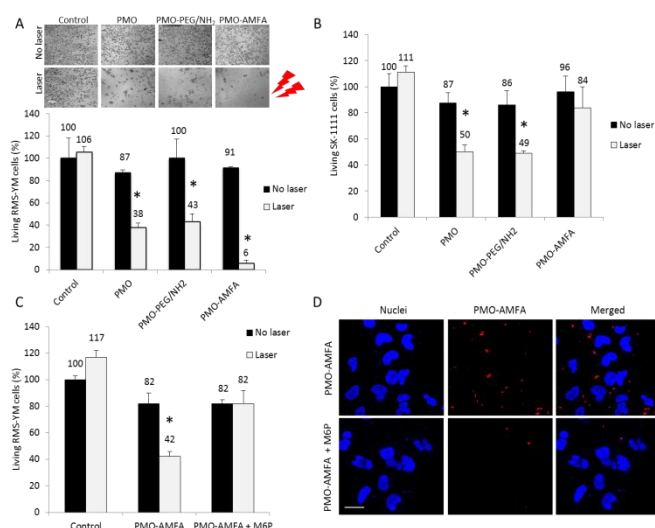 A
PMO
PMO-PEG/NH2
PMO-AMFA
Control
No laser
Laser
Living RMS-YM cells (%)
140
120
100
80
60
40
20
0
100
106
87
38
*
100
43
*
91
6
*
No laser
Laser
Control
PMO
PMO-PEG/NH2
PMO-AMFA
B
Living SK-1111 cells (%)
140
120
100
80
60
40
20
0
100
111
87
50
*
86
49
*
96
84
No laser
Laser
Control
PMO
PMO-PEG/NH2
PMO-AMFA
C
Living RMS-YM cells (%)
140
120
100
80
60
40
20
0
100
117
82
42
*
82
82
No laser
Laser
Control
PMO-AMFA
PMO-AMFA + M6P
D
Nuclei
PMO-AMFA
Merged
PMO-AMFA
PMO-AMFA + M6P